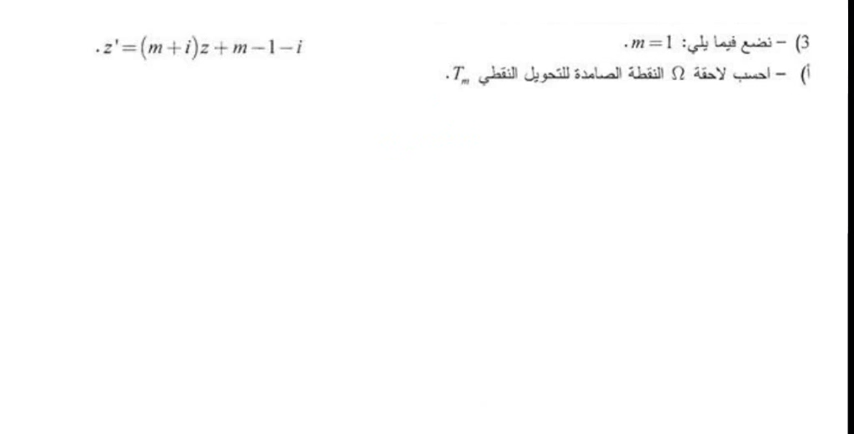 3) – نضع فيما يلي: m = 1.
z' = (m + i)z + m – 1 – i.
أ) – احسب لاحقة Ω النقطة الصامدة للتحويل النقطي Tₘ.